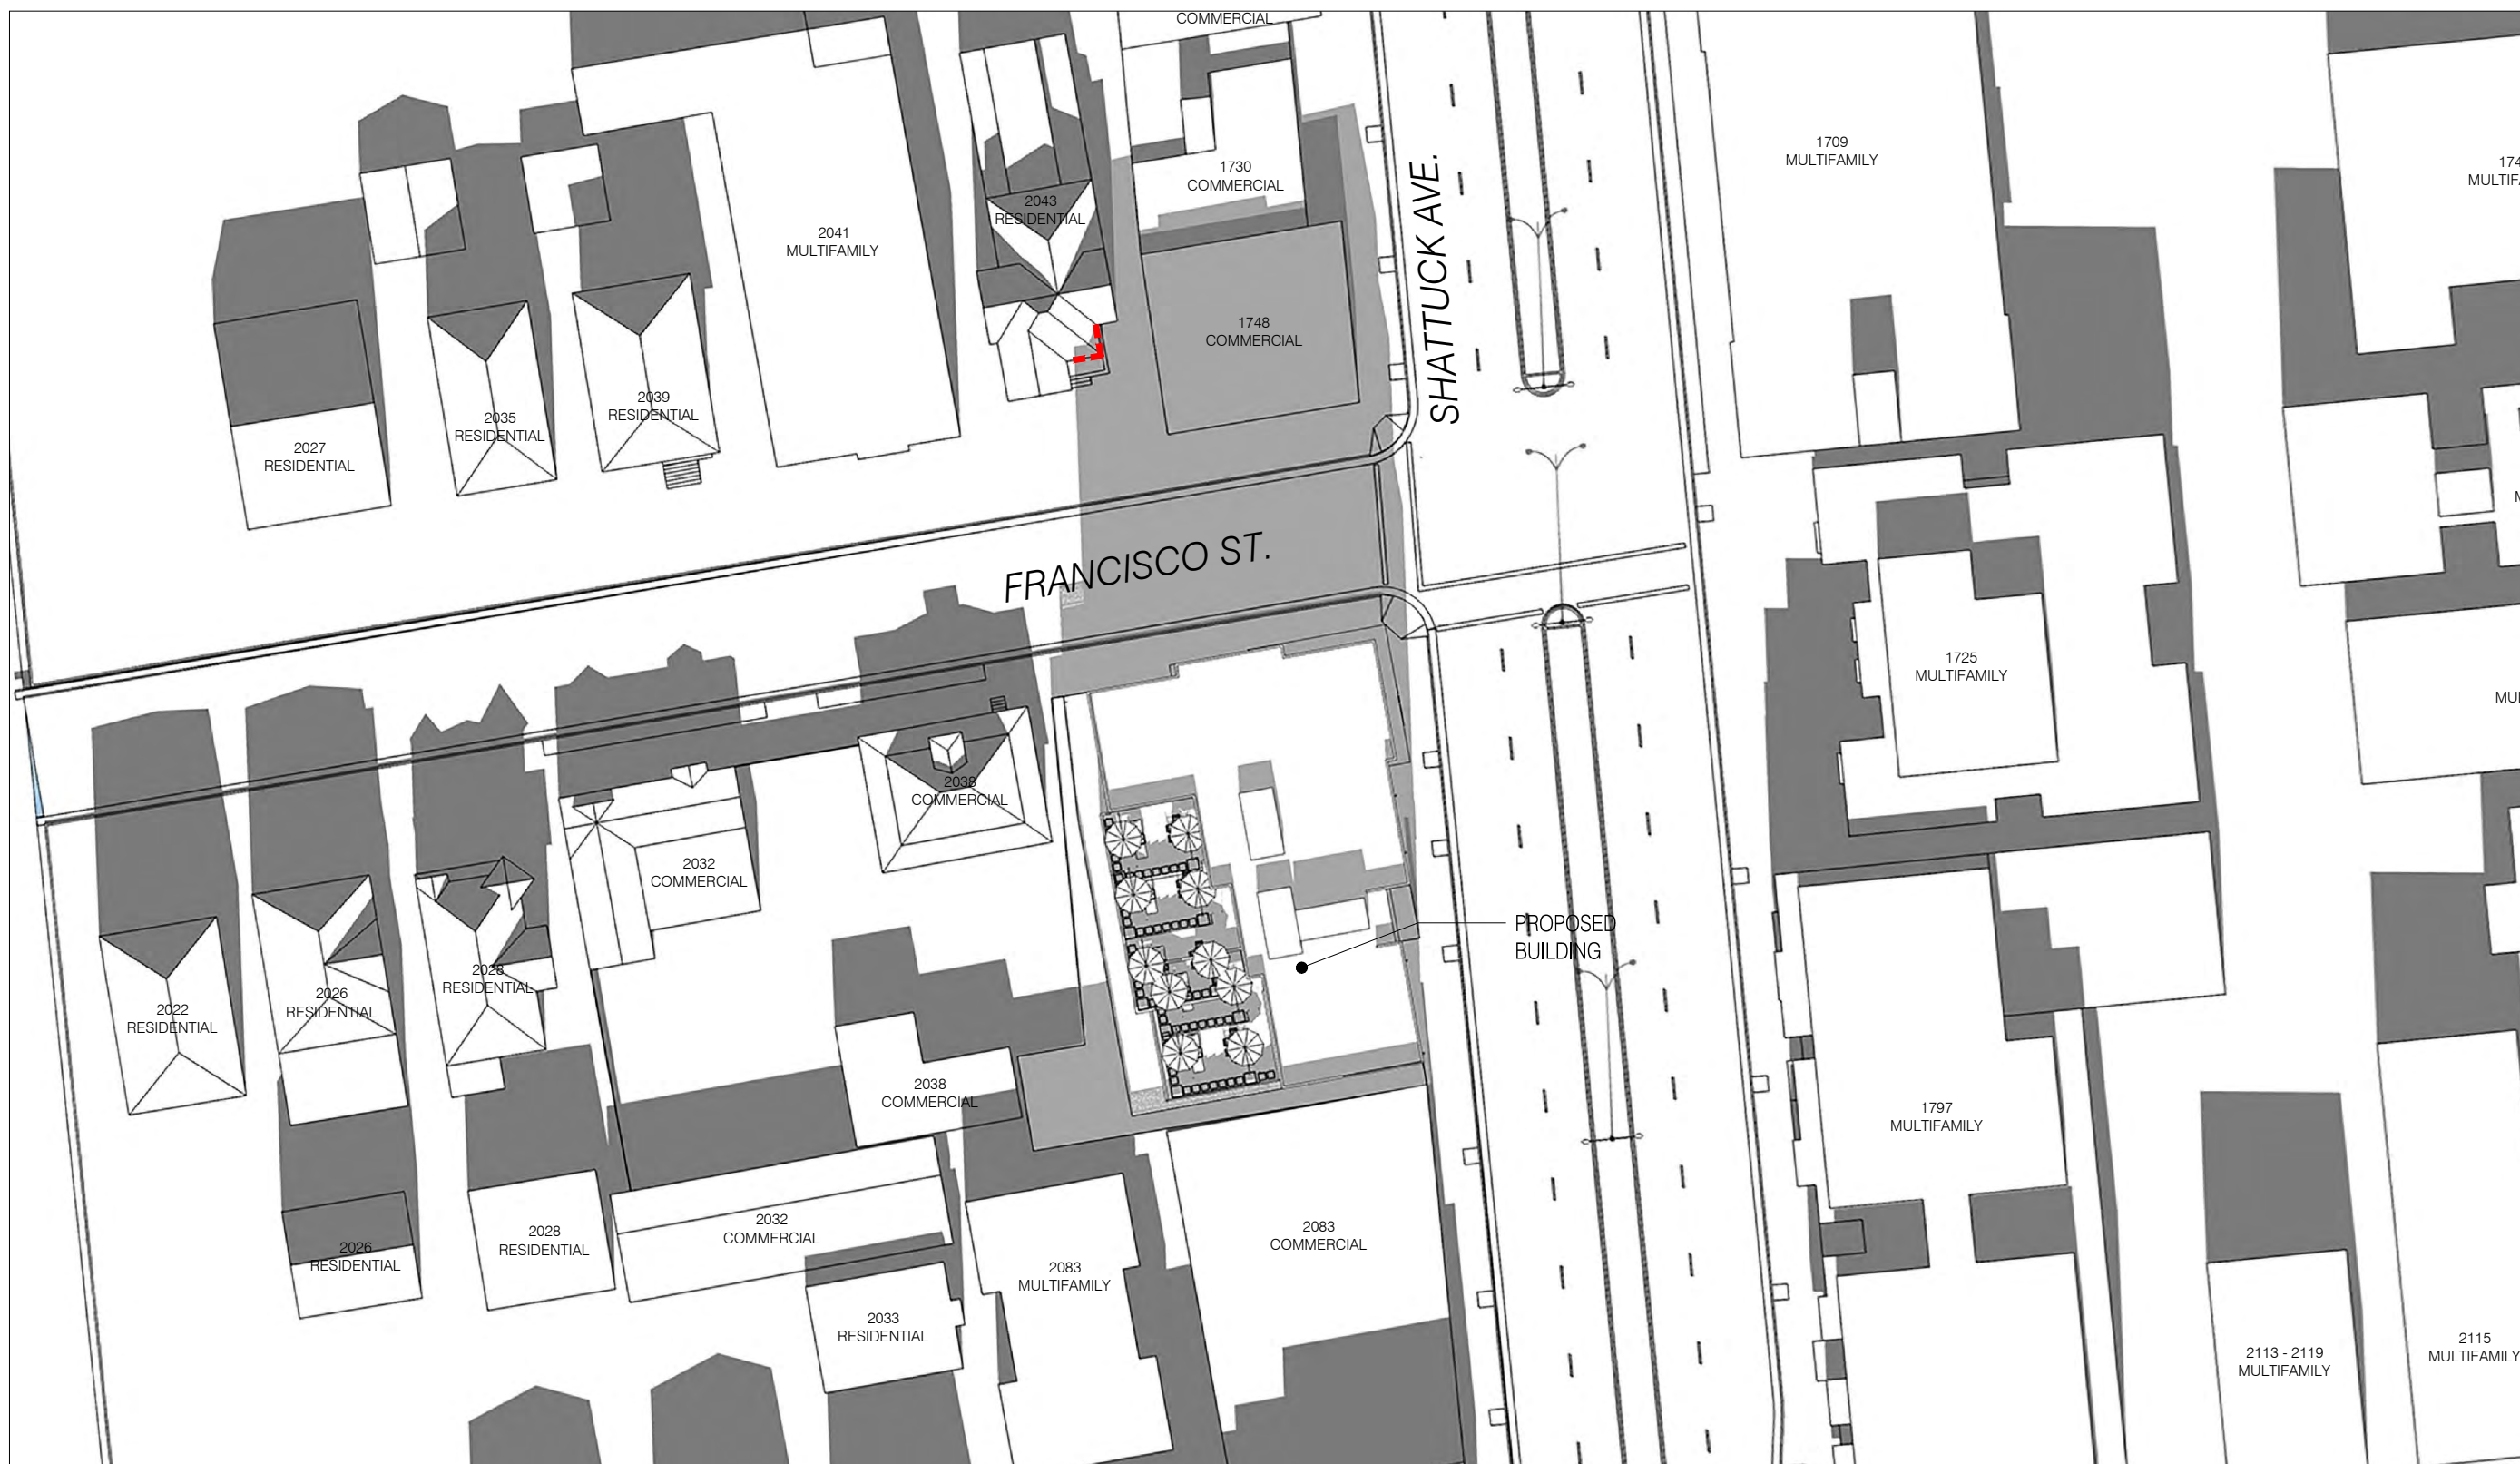 COMMERCIAL
1709
MULTIFAMILY
1730
COMMERCIAL
MULTIF
2043
RESIDENTIAL
2041
MULTIFAMILY
SHATTUCK AVE.
1748
COMMERCIAL
2039
RESIDENTIAL
2035
RESIDENTIAL
2027
RESIDENTIAL
FRANCISCO ST.
1725
MULTIFAMILY
2038
COMMERCIAL
2032
COMMERCIAL
PROPOSED
BUILDING
2028
RESIDENTIAL
2026
RESIDENTIAL
2022
RESIDENTIAL
2038
COMMERCIAL
1797
MULTIFAMILY
2032
COMMERCIAL
2083
COMMERCIAL
2028
RESIDENTIAL
2026
RESIDENTIAL
2083
MULTIFAMILY
2033
RESIDENTIAL
2113 - 2119
MULTIFAMILY
2115
MULTIFAMILY